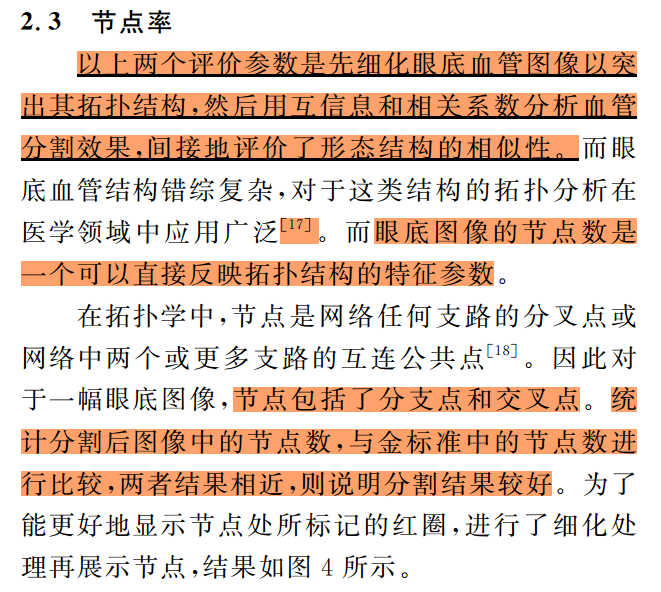 2.3 节点率
以上两个评价参数是先细化眼底血管图像以突
出其拓扑结构,然后用互信息和相关系数分析血管
分割效果,间接地评价了形态结构的相似性。而眼
底血管结构错综复杂,对于这类结构的拓扑分析在
医学领域中应用广泛[17]。而眼底图像的节点数是
一个可以直接反映拓扑结构的特征参数。
在拓扑学中,节点是网络任何支路的分叉点或
网络中两个或更多支路的互连公共点[18]。因此对
于一幅眼底图像,节点包括了分支点和交叉点。统
计分割后图像中的节点数,与金标准中的节点数进
行比较,两者结果相近,则说明分割结果较好。为了
能更好地显示节点处所标记的红圈,进行了细化处
理再展示节点,结果如图 4 所示。